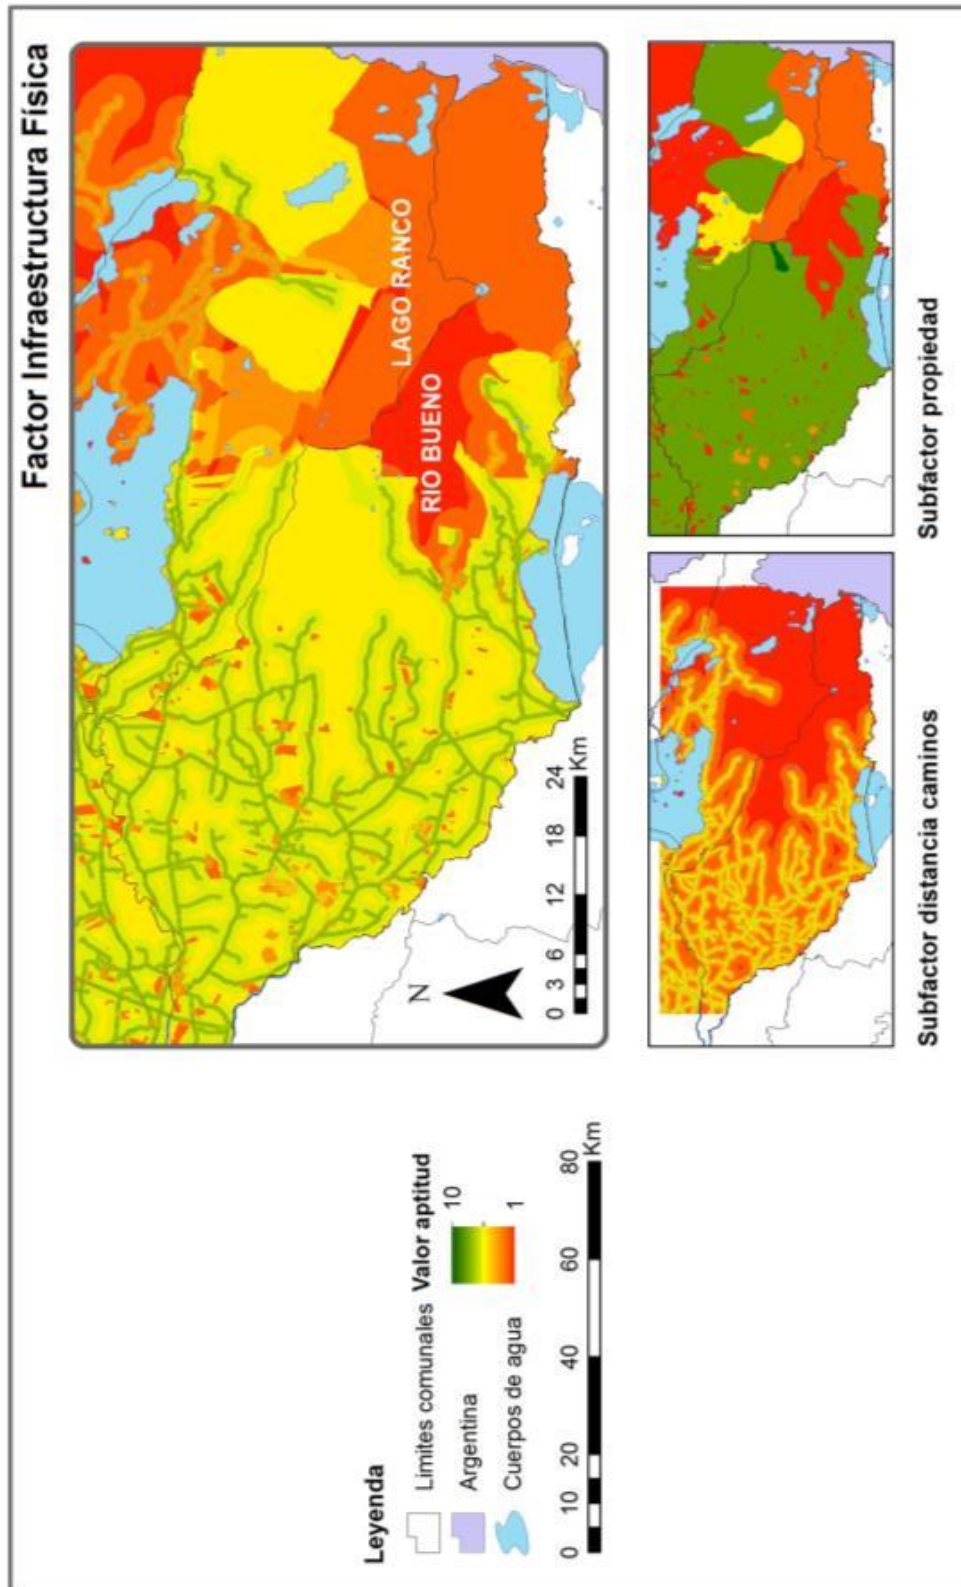 Factor Infraestructura Física
LAGO RANCO
RIO BUENO
N
0 3 6 12 18 24
Km
Leyenda
Limites comunales
Argentina
Cuerpos de agua
Valor aptitud
10
1
0 10 20 40 60 80
Km
Subfactor distancia caminos
Subfactor propiedad